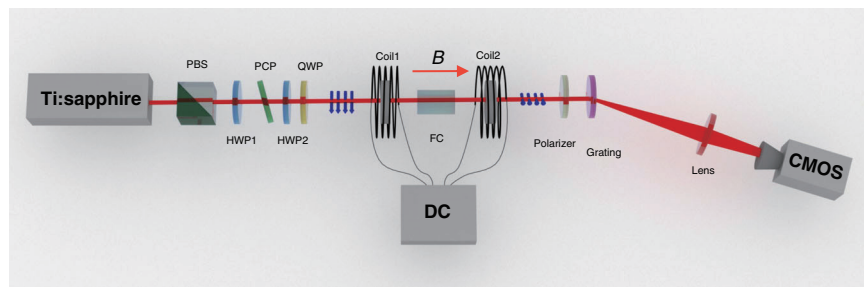 PBS
PCP
QWP
Coil1
B
Coil2
Ti:sapphire
HWP1
HWP2
FC
Polarizer
Grating
Lens
CMOS
DC